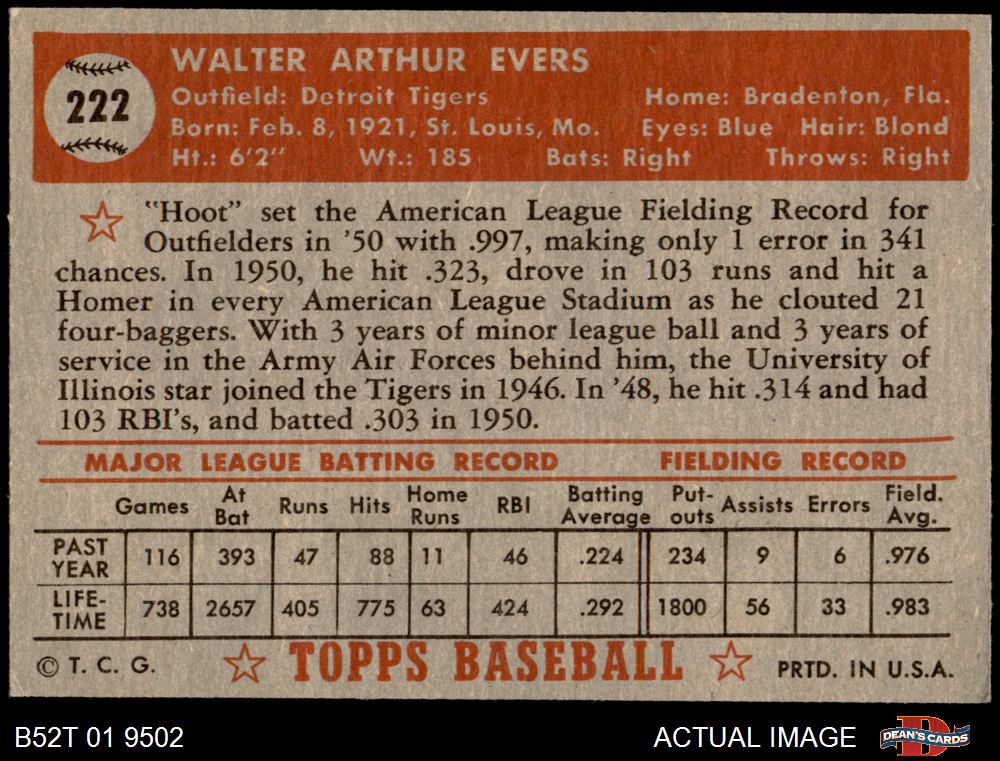 222
WALTER ARTHUR EVERS
Outfield: Detroit Tigers Home: Bradenton, Fla.
Born: Feb. 8, 1921, St. Louis, Mo. Eyes: Blue Hair: Blond
Ht.: 6'2" Wt.: 185 Bats: Right Throws: Right
"Hoot" set the American League Fielding Record for
Outfielders in '50 with .997, making only 1 error in 341
chances. In 1950, he hit .323, drove in 103 runs and hit a
Homer in every American League Stadium as he clouted 21
four-baggers. With 3 years of minor league ball and 3 years of
service in the Army Air Forces behind him, the University of
Illinois star joined the Tigers in 1946. In '48, he hit .314 and had
103 RBI's, and batted .303 in 1950.
MAJOR LEAGUE BATTING RECORD FIELDING RECORD
Games At Bat Runs Hits Home Runs RBI Batting Average Put-outs Assists Errors Field. Avg.
PAST YEAR 116 393 47 88 11 46 .224 234 9 6 .976
LIFE-TIME 738 2657 405 775 63 424 .292 1800 56 33 .983
© T. C. G. TOPPS BASEBALL PRTD. IN U.S.A.
B52T 01 9502 ACTUAL IMAGE DEAN'S CARDS